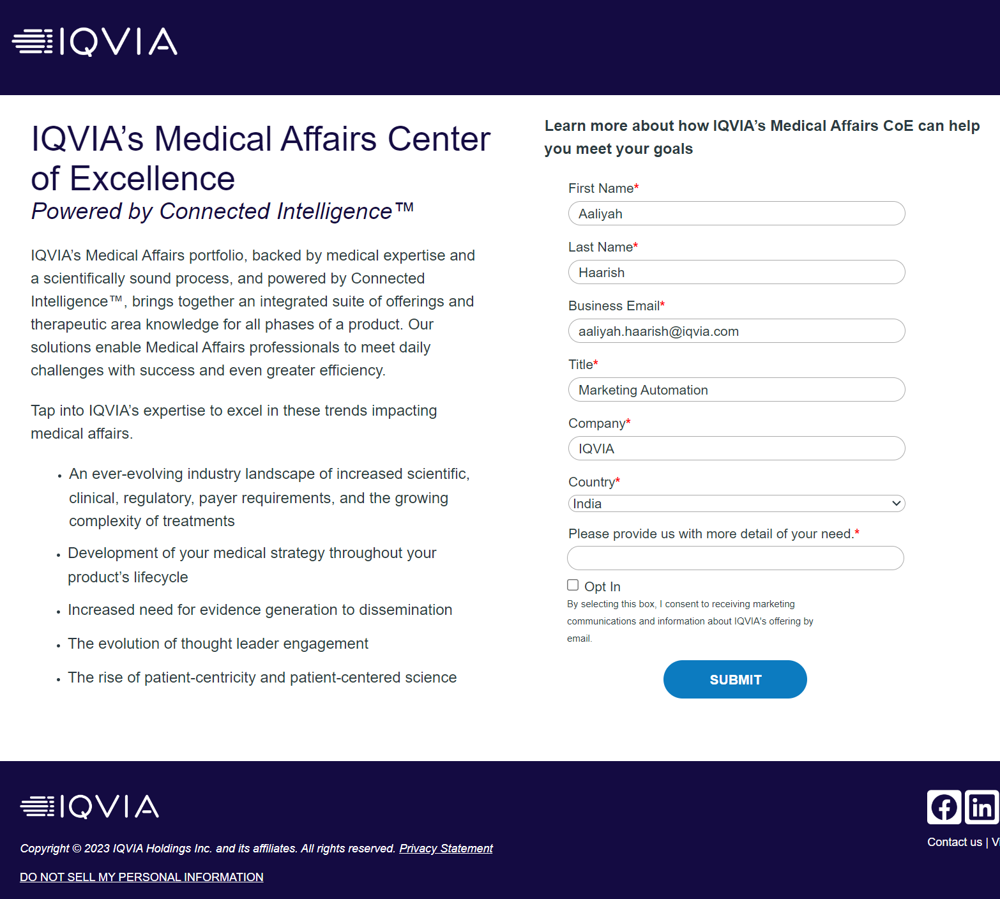 IQVIA
IQVIA’s Medical Affairs Center
of Excellence
Powered by Connected Intelligence™
IQVIA’s Medical Affairs portfolio, backed by medical expertise and
a scientifically sound process, and powered by Connected
Intelligence™, brings together an integrated suite of offerings and
therapeutic area knowledge for all phases of a product. Our
solutions enable Medical Affairs professionals to meet daily
challenges with success and even greater efficiency.
Tap into IQVIA’s expertise to excel in these trends impacting
medical affairs.
• An ever-evolving industry landscape of increased scientific,
clinical, regulatory, payer requirements, and the growing
complexity of treatments
• Development of your medical strategy throughout your
product’s lifecycle
• Increased need for evidence generation to dissemination
• The evolution of thought leader engagement
• The rise of patient-centricity and patient-centered science
Learn more about how IQVIA’s Medical Affairs CoE can help
you meet your goals
First Name*
Aaliyah
Last Name*
Haarish
Business Email*
aaliyah.haarish@iqvia.com
Title*
Marketing Automation
Company*
IQVIA
Country*
India
Please provide us with more detail of your need.*
Opt In
By selecting this box, I consent to receiving marketing
communications and information about IQVIA's offering by
email.
SUBMIT
IQVIA
Copyright © 2023 IQVIA Holdings Inc. and its affiliates. All rights reserved. Privacy Statement
DO NOT SELL MY PERSONAL INFORMATION
Contact us |